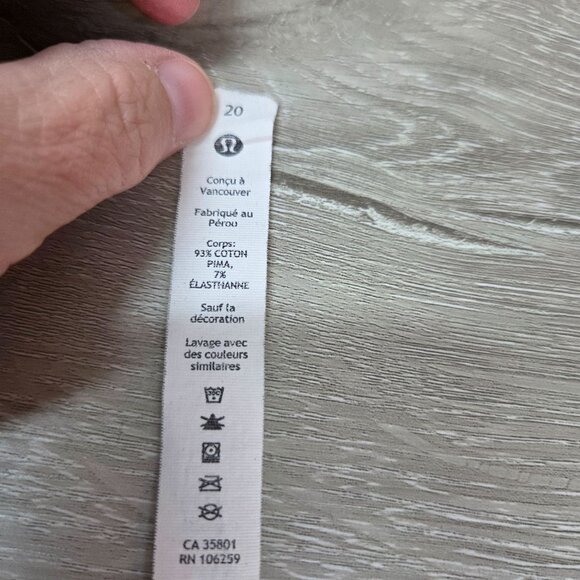 20
Conçu à
Vancouver
Fabriqué au
Pérou
Corps:
93% COTON
PIMA,
7%
ÉLASTHANNE
Sauf la
décoration
Lavage avec
des couleurs
similaires
30C
CA 35801
RN 106259